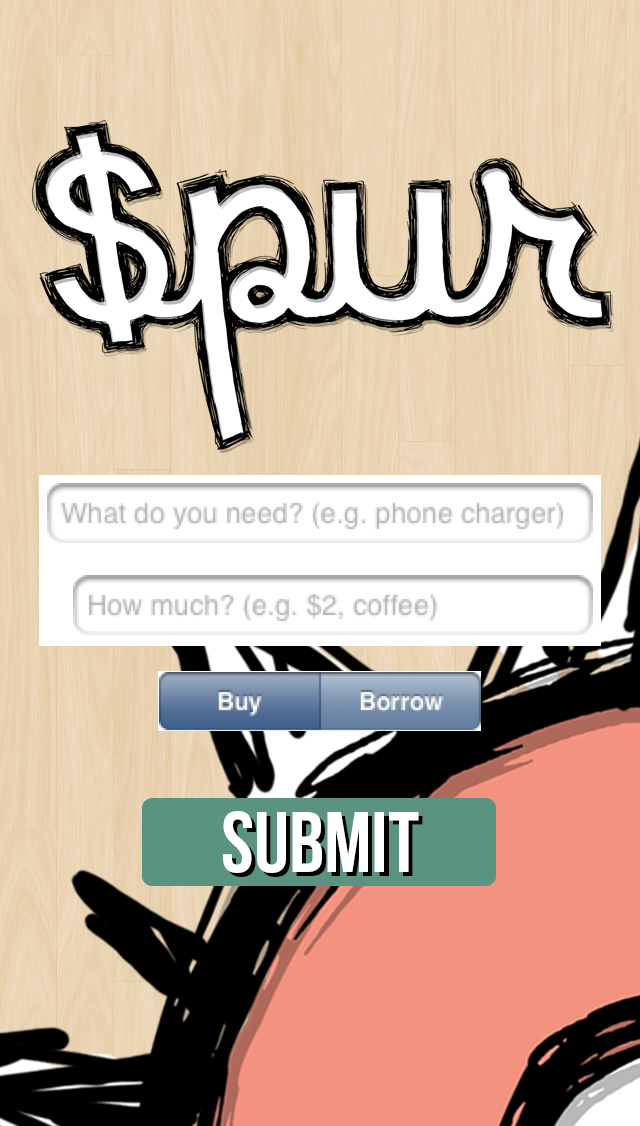 $pur
What do you need? (e.g. phone charger)
How much? (e.g. $2, coffee)
Buy Borrow
SUBMIT